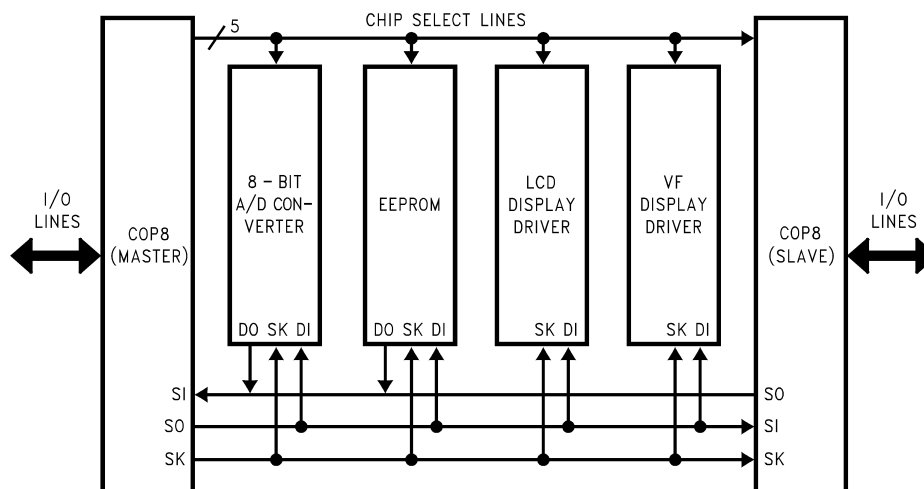 5
CHIP SELECT LINES
I/O
LINES
COP8
(MASTER)
8 - BIT
A/D CON-
VERTER
EEPROM
LCD
DISPLAY
DRIVER
VF
DISPLAY
DRIVER
COP8
(SLAVE)
I/O
LINES
DO SK DI
DO SK DI
SK DI
SK DI
SI
SO
SO
SI
SK
SK